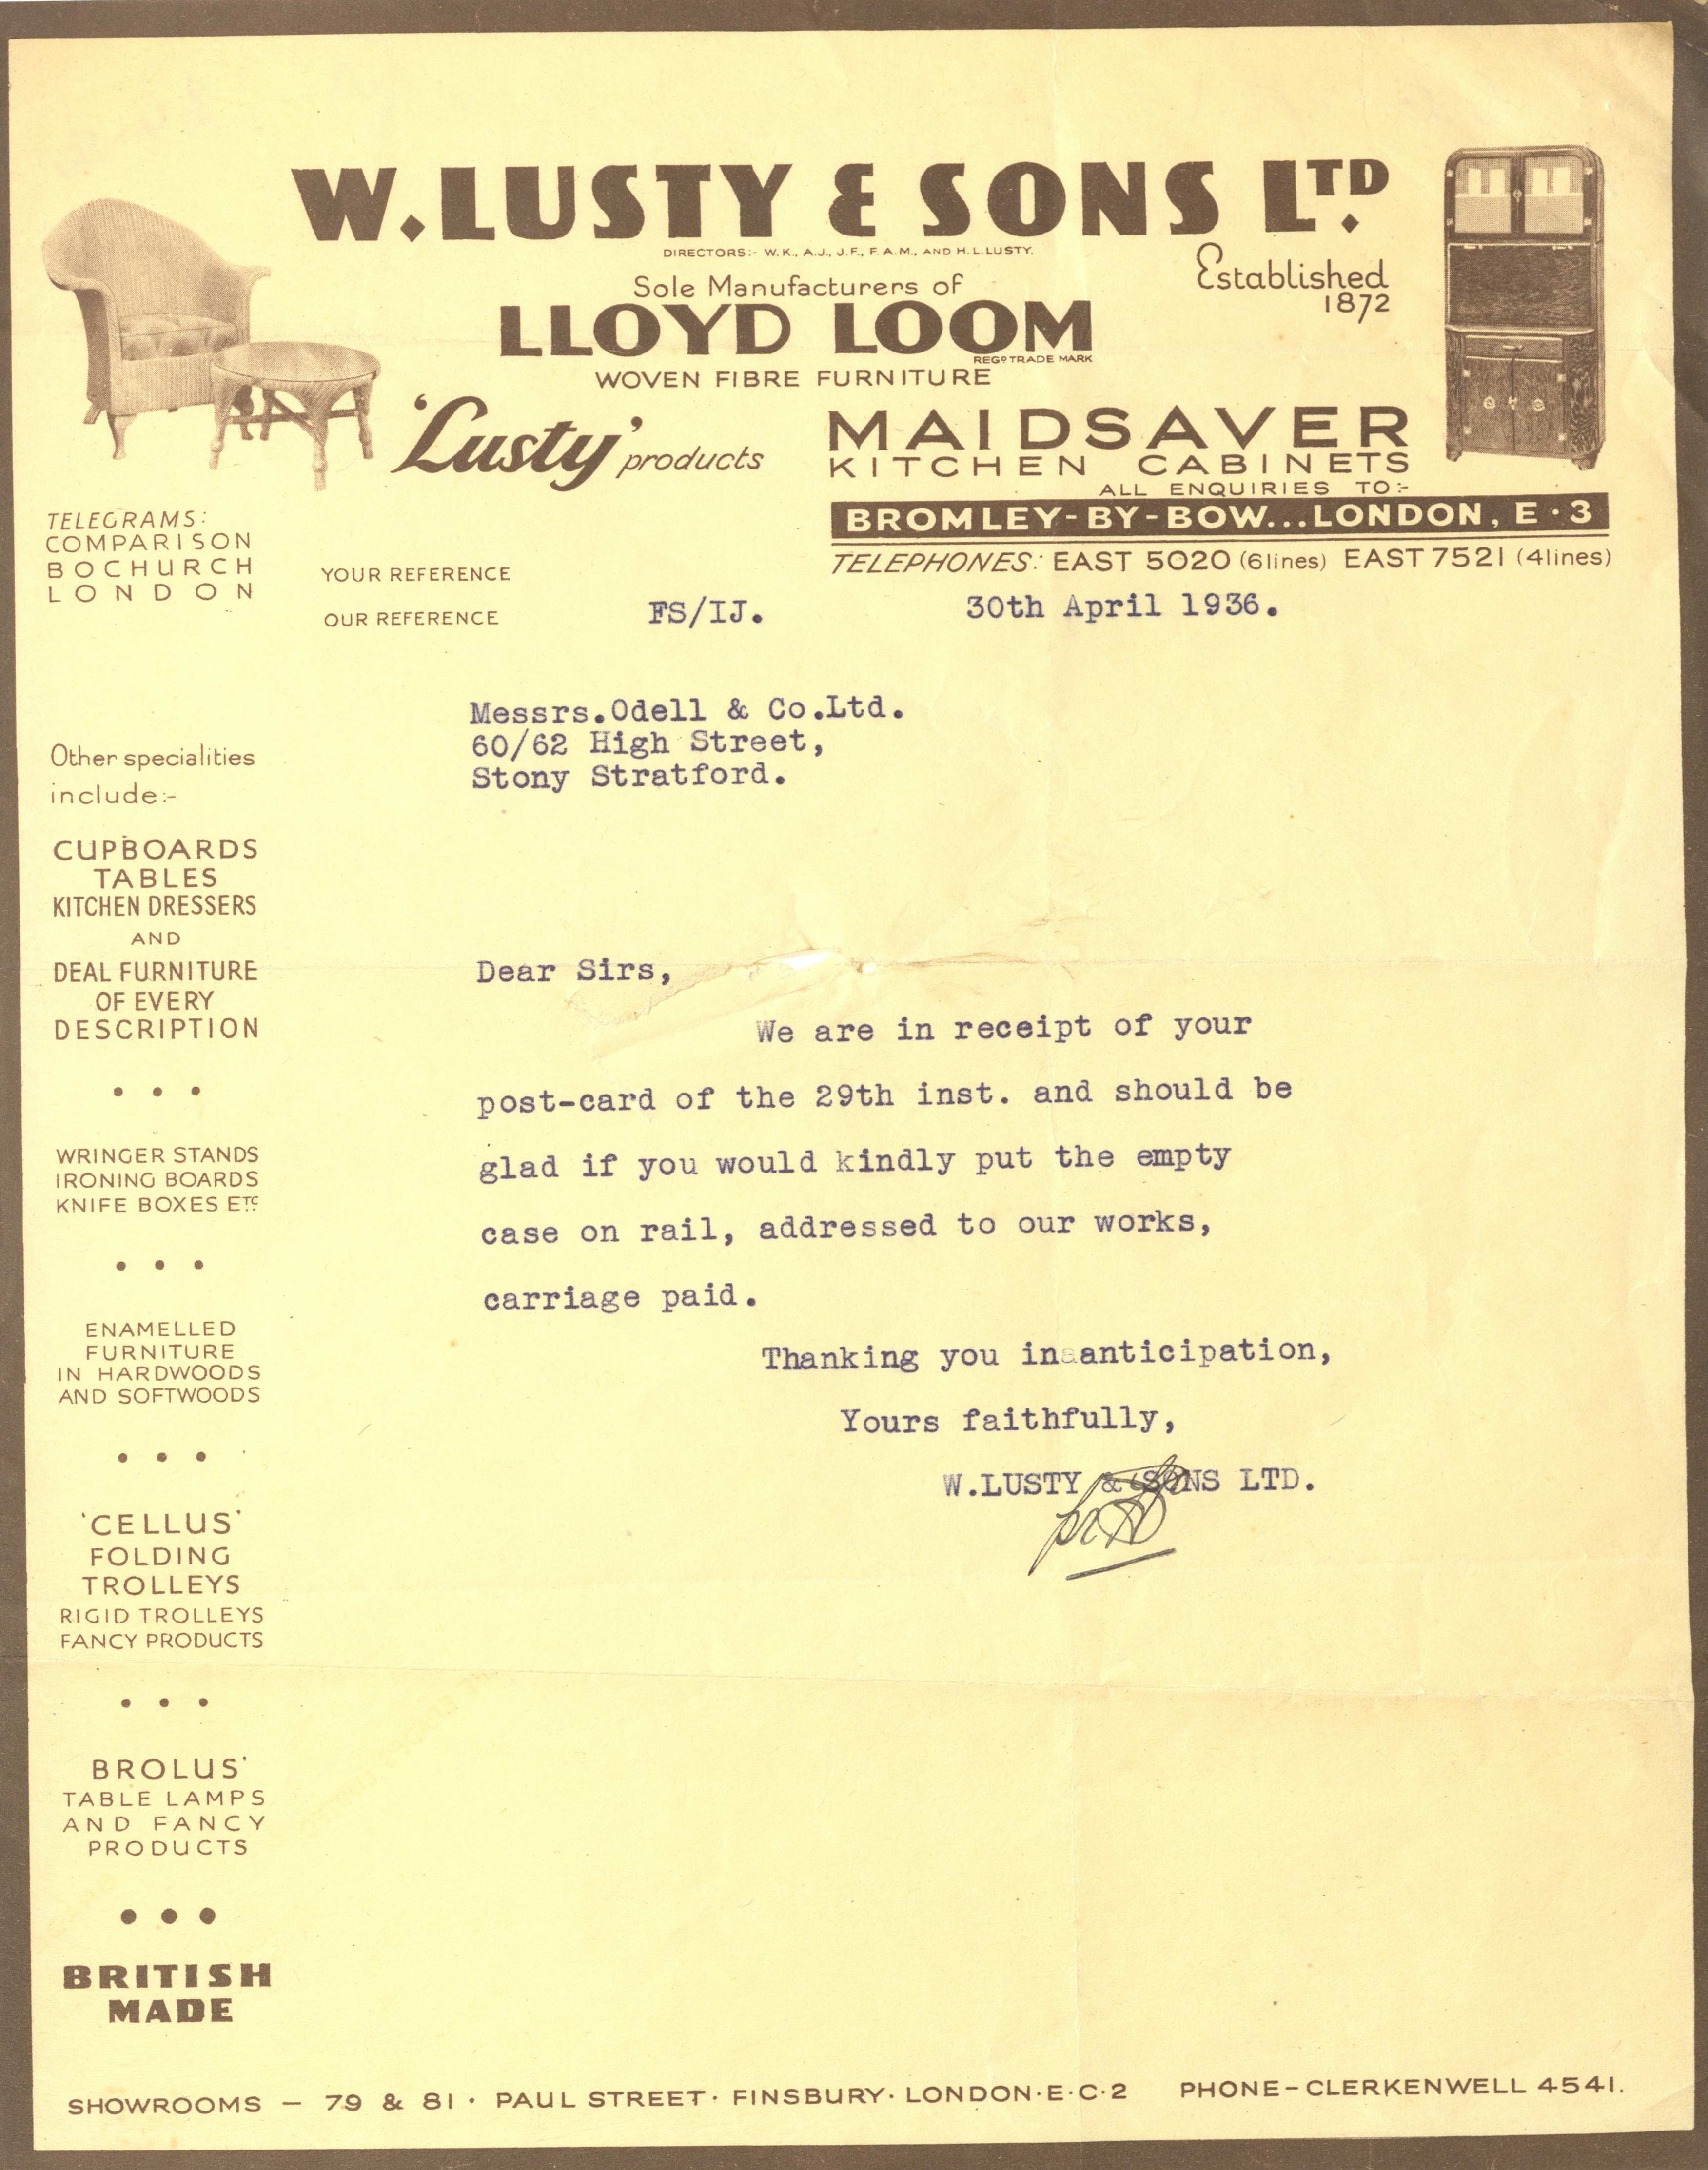 W. LUSTY & SONS LTD.
DIRECTORS:- W.K., A.J., J.F., F.A.M., AND H.L.LUSTY.
Established
1872
Sole Manufacturers of
LLOYD LOOM
REGD TRADE MARK
WOVEN FIBRE FURNITURE
'Lusty' products
MAIDSAVER
KITCHEN CABINETS
ALL ENQUIRIES TO:-
BROMLEY-BY-BOW...LONDON, E·3
TELEPHONES: EAST 5020 (6lines) EAST 7521 (4lines)
TELEGRAMS:
COMPARISON
BOCHURCH
LONDON
YOUR REFERENCE
OUR REFERENCE FS/IJ. 30th April 1936.
Messrs.Odell & Co.Ltd.
60/62 High Street,
Stony Stratford.
Dear Sirs,
We are in receipt of your
post-card of the 29th inst. and should be
glad if you would kindly put the empty
case on rail, addressed to our works,
carriage paid.
Thanking you in anticipation,
Yours faithfully,
W.LUSTY & SONS LTD.
Other specialities
include:-
CUPBOARDS
TABLES
KITCHEN DRESSERS
AND
DEAL FURNITURE
OF EVERY
DESCRIPTION
WRINGER STANDS
IRONING BOARDS
KNIFE BOXES ETC
ENAMELLED
FURNITURE
IN HARDWOODS
AND SOFTWOODS
'CELLUS'
FOLDING
TROLLEYS
RIGID TROLLEYS
FANCY PRODUCTS
BROLUS'
TABLE LAMPS
AND FANCY
PRODUCTS
BRITISH
MADE
SHOWROOMS — 79 & 81 · PAUL STREET · FINSBURY · LONDON·E·C·2 PHONE-CLERKENWELL 4541.